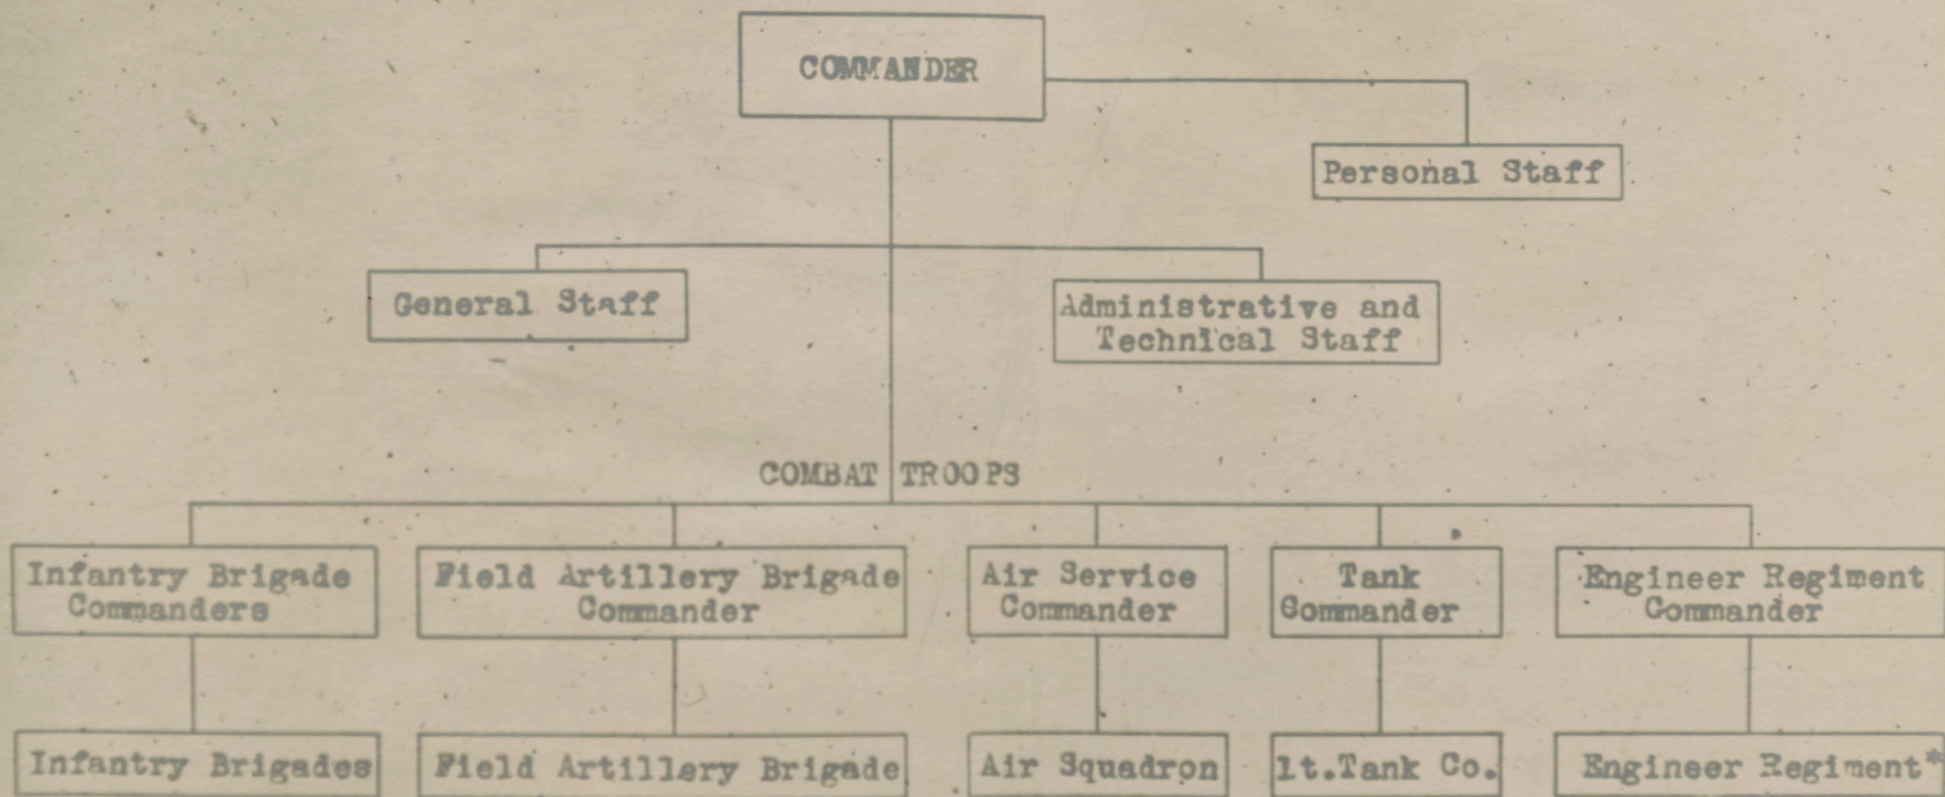 COMMANDER
Personal Staff
General Staff
Administrative and
Technical Staff
COMBAT TROOPS
Infantry Brigade
Commanders
Field Artillery Brigade
Commander
Air Service
Commander
Tank
Commander
Engineer Regiment
Commander
Infantry Brigades
Field Artillery Brigade
Air Squadron
lt.Tank Co.
Engineer Regiment*